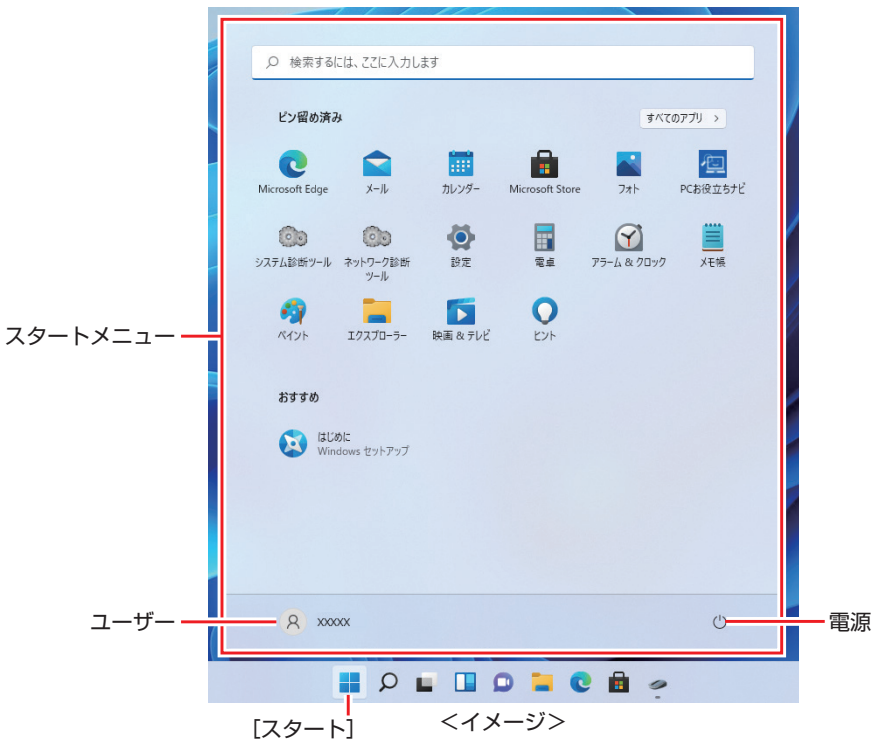 検索するには、ここに入力します
ピン留め済み
すべてのアプリ >
Microsoft Edge
メール
カレンダー
Microsoft Store
フォト
PCお役立ちナビ
システム診断ツール
ネットワーク診断
ツール
設定
電卓
アラーム & クロック
メモ帳
スタートメニュー
ペイント
エクスプローラー
映画 & テレビ
ヒント
おすすめ
はじめに
Windows セットアップ
ユーザー
xxxxx
電源
[スタート]
＜イメージ＞